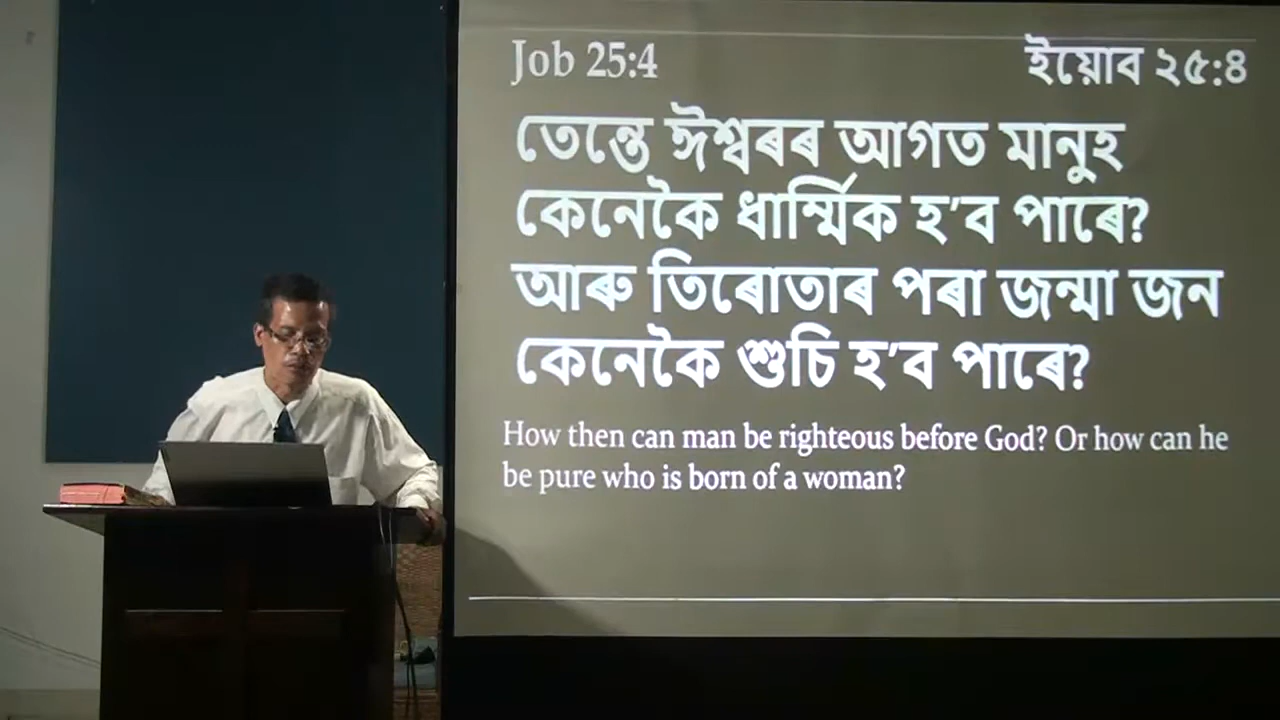 Job 25:4
ইয়োব ২৫:৪
তেন্তে ঈশ্বৰৰ আগত মানুহ
কেনেকৈ ধাৰ্ম্মিক হ’ব পাৰে?
আৰু তিৰোতাৰ পৰা জন্মা জন
কেনেকৈ শুচি হ’ব পাৰে?
How then can man be righteous before God? Or how can he
be pure who is born of a woman?